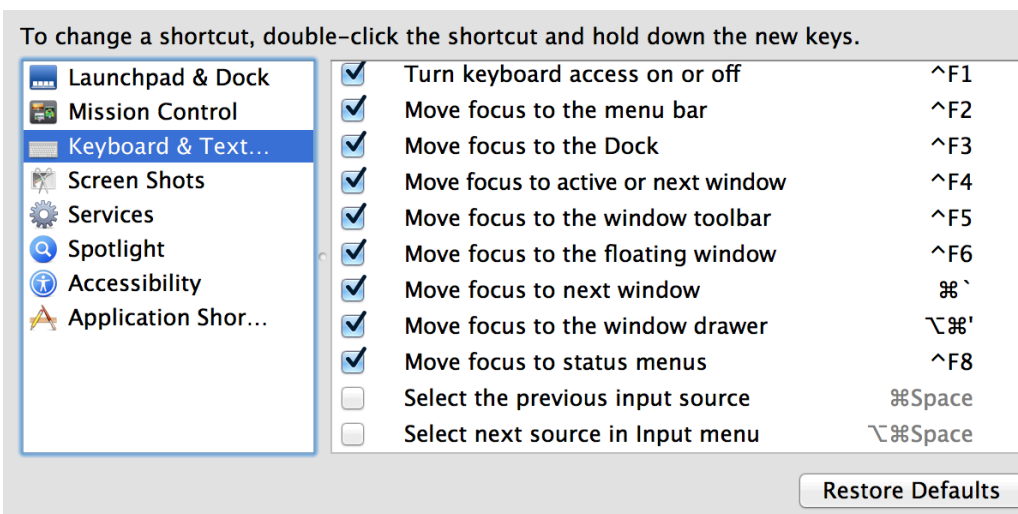 To change a shortcut, double-click the shortcut and hold down the new keys.
Launchpad & Dock
Mission Control
Keyboard & Text...
Screen Shots
Services
Spotlight
Accessibility
Application Shor...
Turn keyboard access on or off ^F1
Move focus to the menu bar ^F2
Move focus to the Dock ^F3
Move focus to active or next window ^F4
Move focus to the window toolbar ^F5
Move focus to the floating window ^F6
Move focus to next window ⌘`
Move focus to the window drawer ⌥⌘'
Move focus to status menus ^F8
Select the previous input source ⌘Space
Select next source in Input menu ⌥⌘Space
Restore Defaults